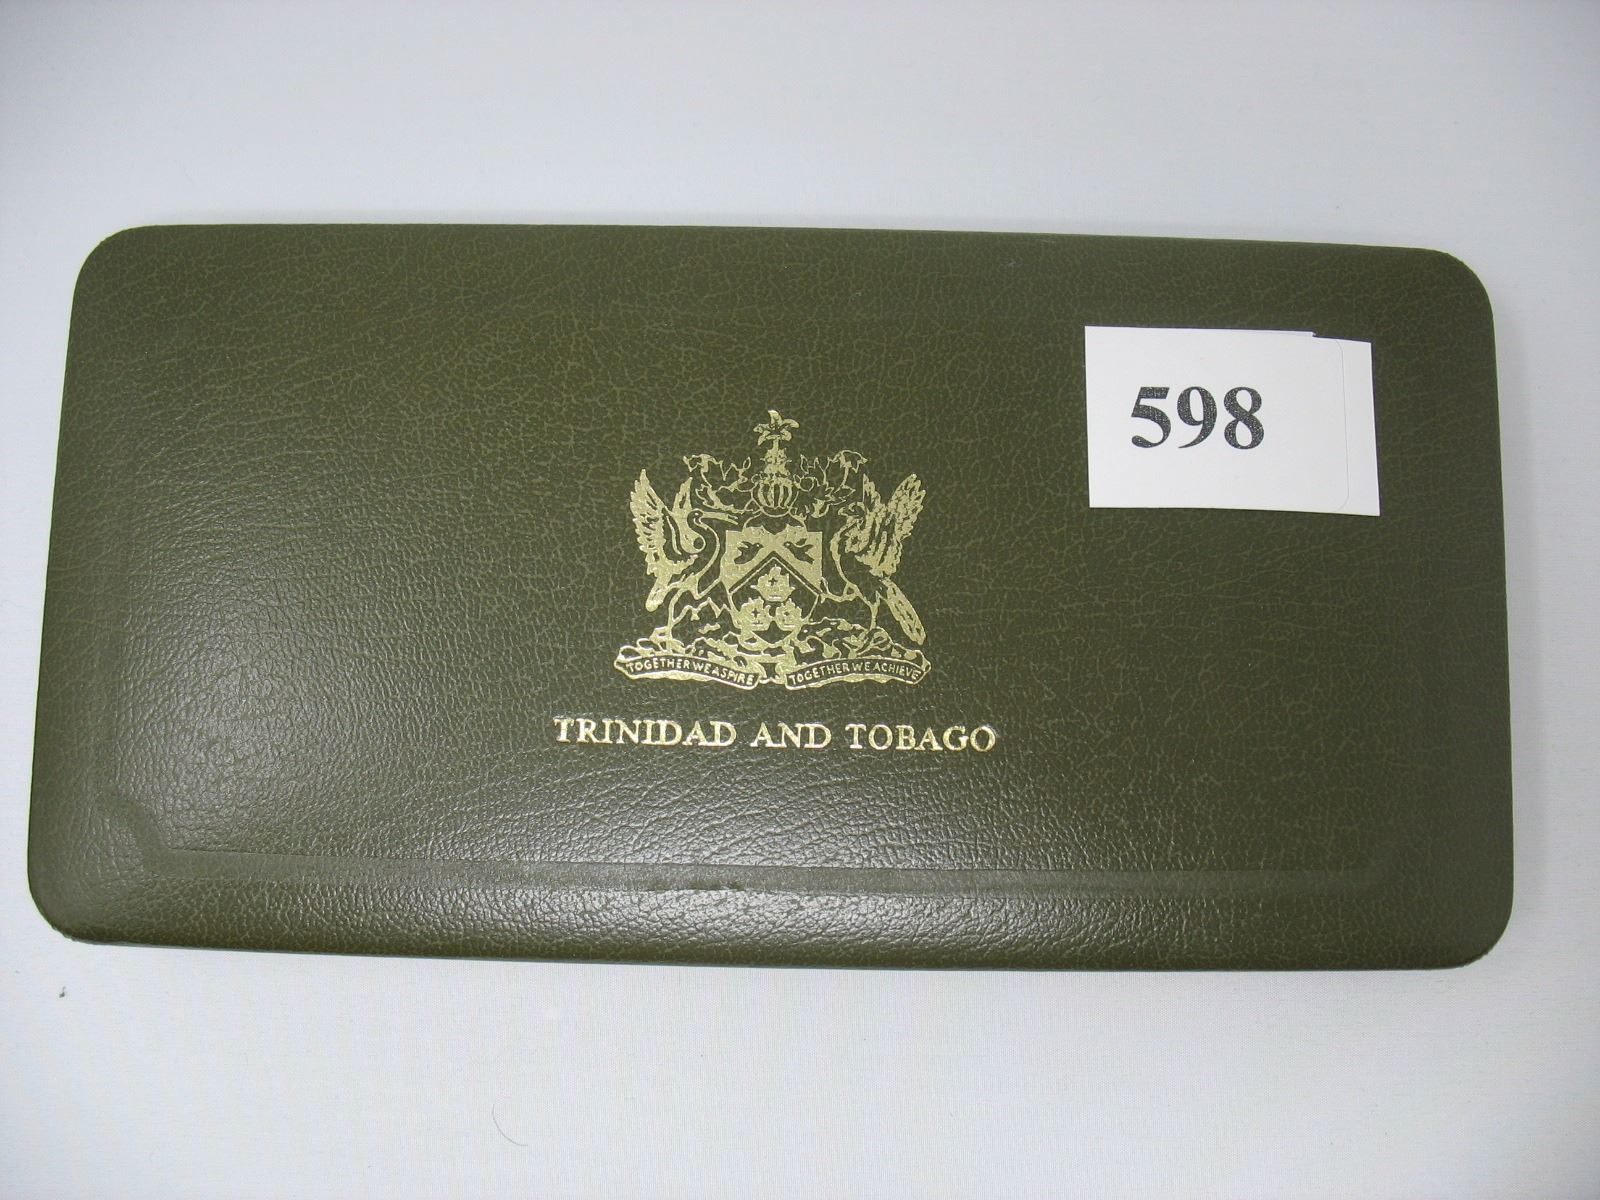 598
TOGETHER WE ASPIRE TOGETHER WE ACHIEVE
TRINIDAD AND TOBAGO